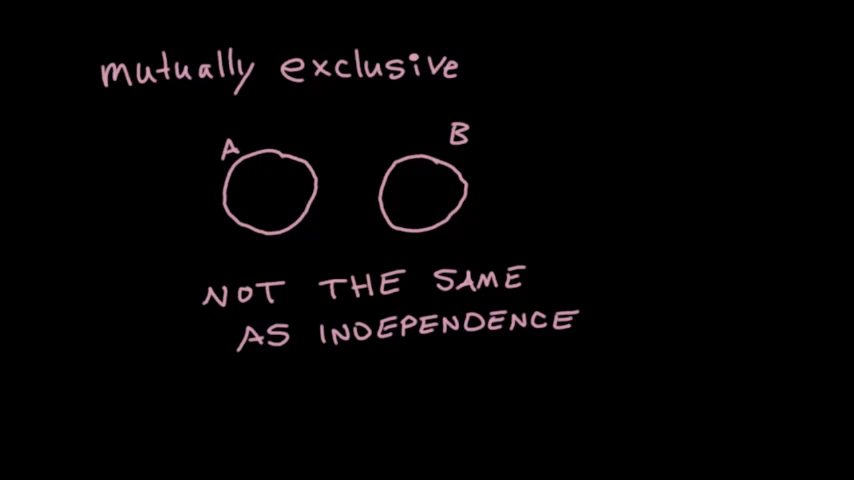 mutually exclusive
A B
NOT THE SAME
AS INDEPENDENCE